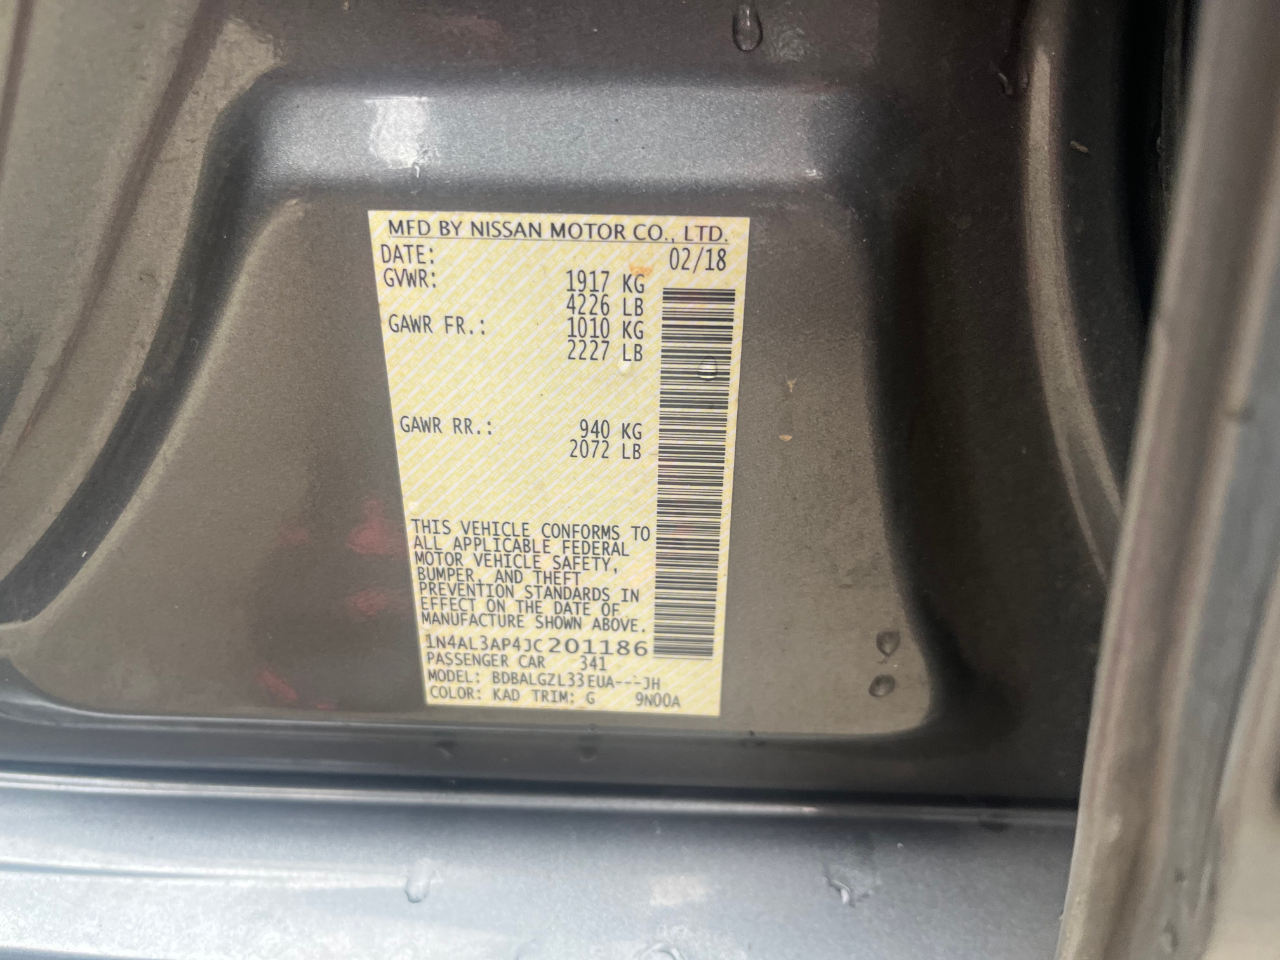 MFD BY NISSAN MOTOR CO., LTD.
DATE: 02/18
GVWR: 1917 KG
4226 LB
GAWR FR.: 1010 KG
2227 LB
GAWR RR.: 940 KG
2072 LB
THIS VEHICLE CONFORMS TO
ALL APPLICABLE FEDERAL
MOTOR VEHICLE SAFETY,
BUMPER, AND THEFT
PREVENTION STANDARDS IN
EFFECT ON THE DATE OF
MANUFACTURE SHOWN ABOVE.
1N4AL3AP4JC201186
PASSENGER CAR 341
MODEL: BDBALGZL33EUA---JH
COLOR: KAD TRIM: G 9N00A